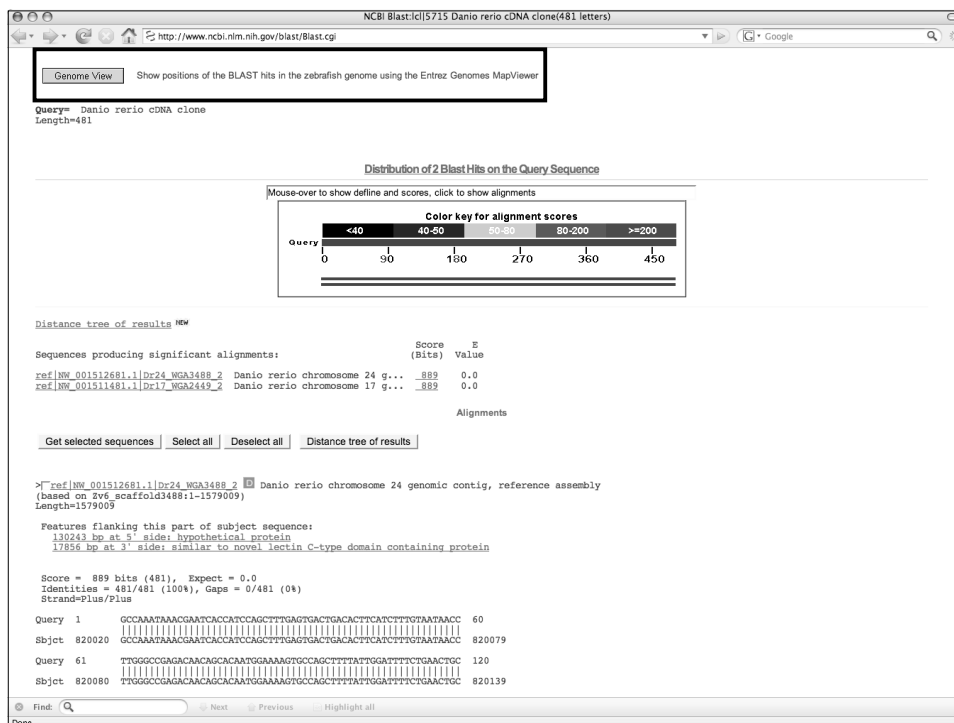 NCBI Blast:lcl|5715 Danio rerio cDNA clone(481 letters)
http://www.ncbi.nlm.nih.gov/blast/Blast.cgi
G Google
Genome View Show positions of the BLAST hits in the zebrafish genome using the Entrez Genomes MapViewer
Query= Danio rerio cDNA clone
Length=481
Distribution of 2 Blast Hits on the Query Sequence
Mouse-over to show defline and scores, click to show alignments
Color key for alignment scores
<40 40-50 50-80 80-200 >=200
Query
0 90 180 270 360 450
Distance tree of results NEW
Score E
Sequences producing significant alignments: (Bits) Value
ref|NW_001512681.1|Dr24_WGA3488_2 Danio rerio chromosome 24 g... 889 0.0
ref|NW_001511481.1|Dr17_WGA2449_2 Danio rerio chromosome 17 g... 889 0.0
Alignments
Get selected sequences Select all Deselect all Distance tree of results
>ref|NW_001512681.1|Dr24_WGA3488_2 D Danio rerio chromosome 24 genomic contig, reference assembly
(based on Zv6_scaffold3488:1-1579009)
Length=1579009
Features flanking this part of subject sequence:
130243 bp at 5' side: hypothetical protein
17856 bp at 3' side: similar to novel lectin C-type domain containing protein
Score = 889 bits (481), Expect = 0.0
Identities = 481/481 (100%), Gaps = 0/481 (0%)
Strand=Plus/Plus
Query 1 GCCAAATAAACGAATCACCATCCAGCTTTGAGTGACTGACACTTCATCTTTGTAATAACC 60
Sbjct 820020 GCCAAATAAACGAATCACCATCCAGCTTTGAGTGACTGACACTTCATCTTTGTAATAACC 820079
Query 61 TTGGGCCGAGACAACAGCACAATGGAAAAGTGCCAGCTTTTATTGGATTTTCTGAACTGC 120
Sbjct 820080 TTGGGCCGAGACAACAGCACAATGGAAAAGTGCCAGCTTTTATTGGATTTTCTGAACTGC 820139
Find: Next Previous Highlight all
Done